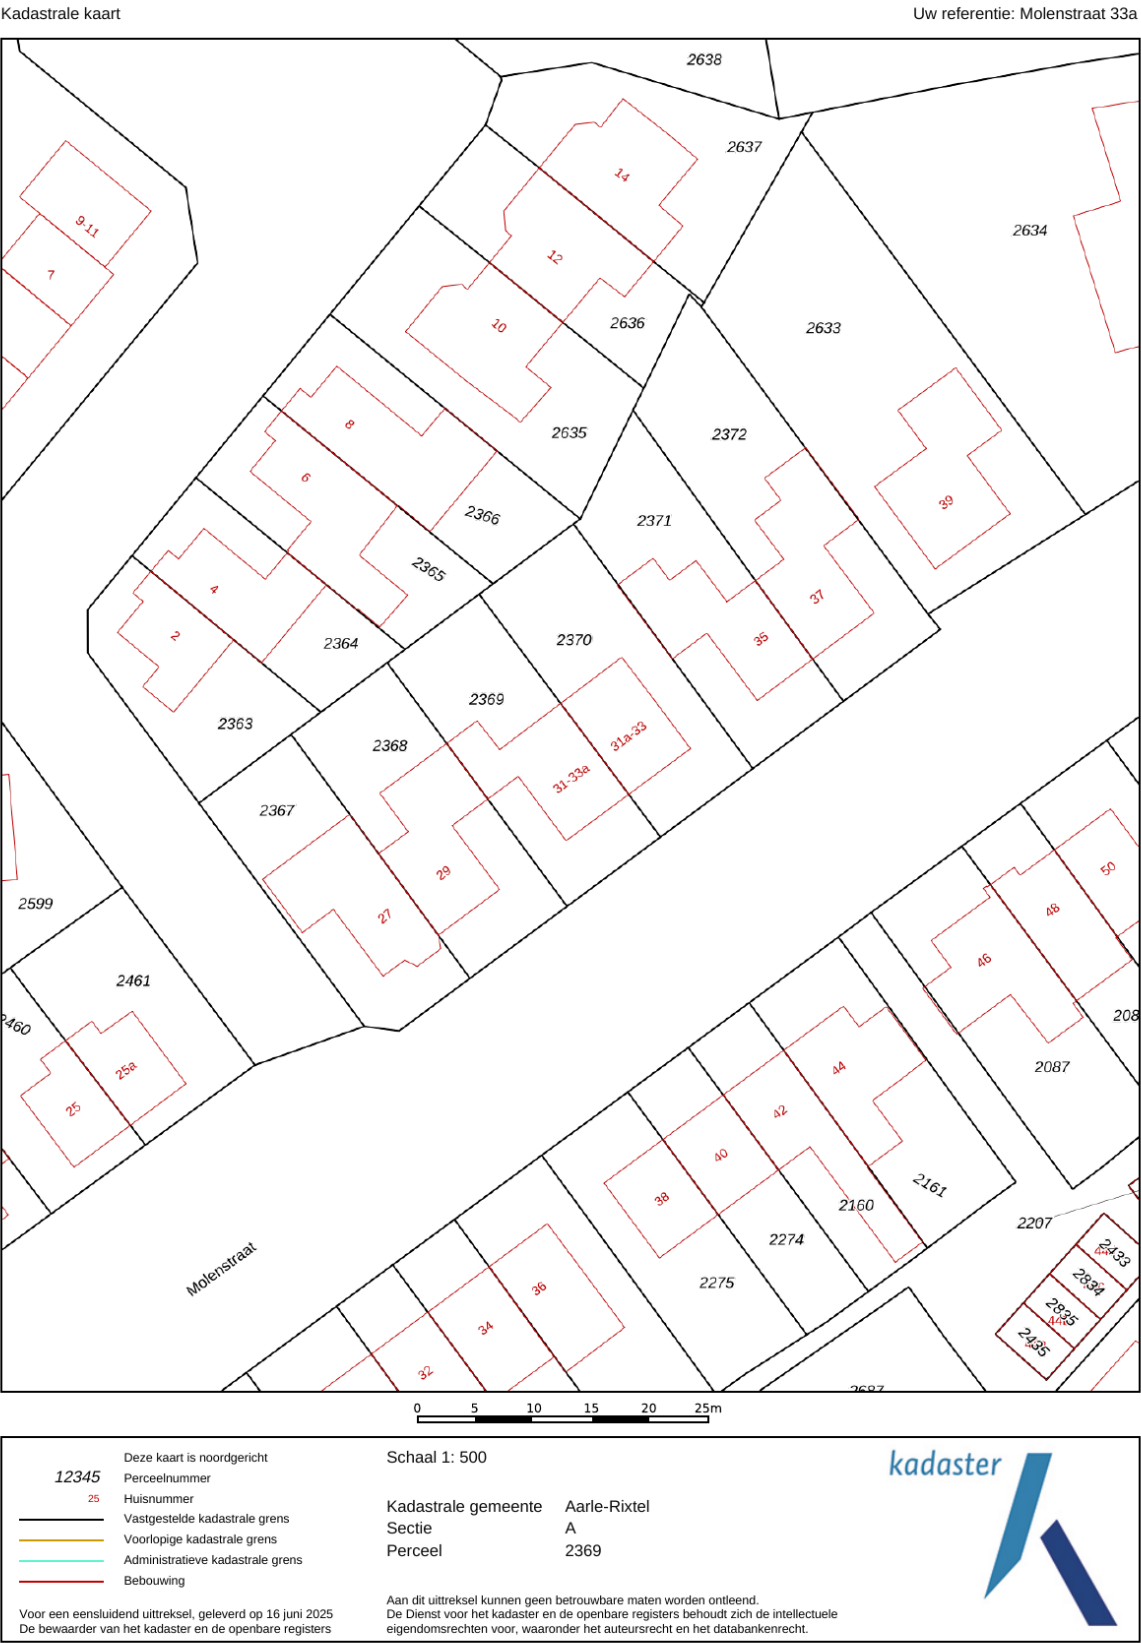 Kadastrale kaart
Uw referentie: Molenstraat 33a
2638
2637
14
9-11
2634
12
7
10
2636
2633
8
2635
2372
6
39
2366
2371
2365
4
37
2
2370
35
2364
2369
2363
31a-33
2368
31-33a
2367
50
29
2599
48
27
46
2461
208
2460
25a
44
2087
25
42
40
2161
38
2160
2207
2274
2433
Molenstraat
2834
2275
36
2835
34
2435
32
2687
0 5 10 15 20 25m
Deze kaart is noordgericht
12345 Perceelnummer
25 Huisnummer
Vastgestelde kadastrale grens
Voorlopige kadastrale grens
Administratieve kadastrale grens
Bebouwing
Voor een eensluidend uittreksel, geleverd op 16 juni 2025
De bewaarder van het kadaster en de openbare registers
Schaal 1: 500
Kadastrale gemeente Aarle-Rixtel
Sectie A
Perceel 2369
Aan dit uittreksel kunnen geen betrouwbare maten worden ontleend.
De Dienst voor het kadaster en de openbare registers behoudt zich de intellectuele
eigendomsrechten voor, waaronder het auteursrecht en het databankenrecht.
kadaster